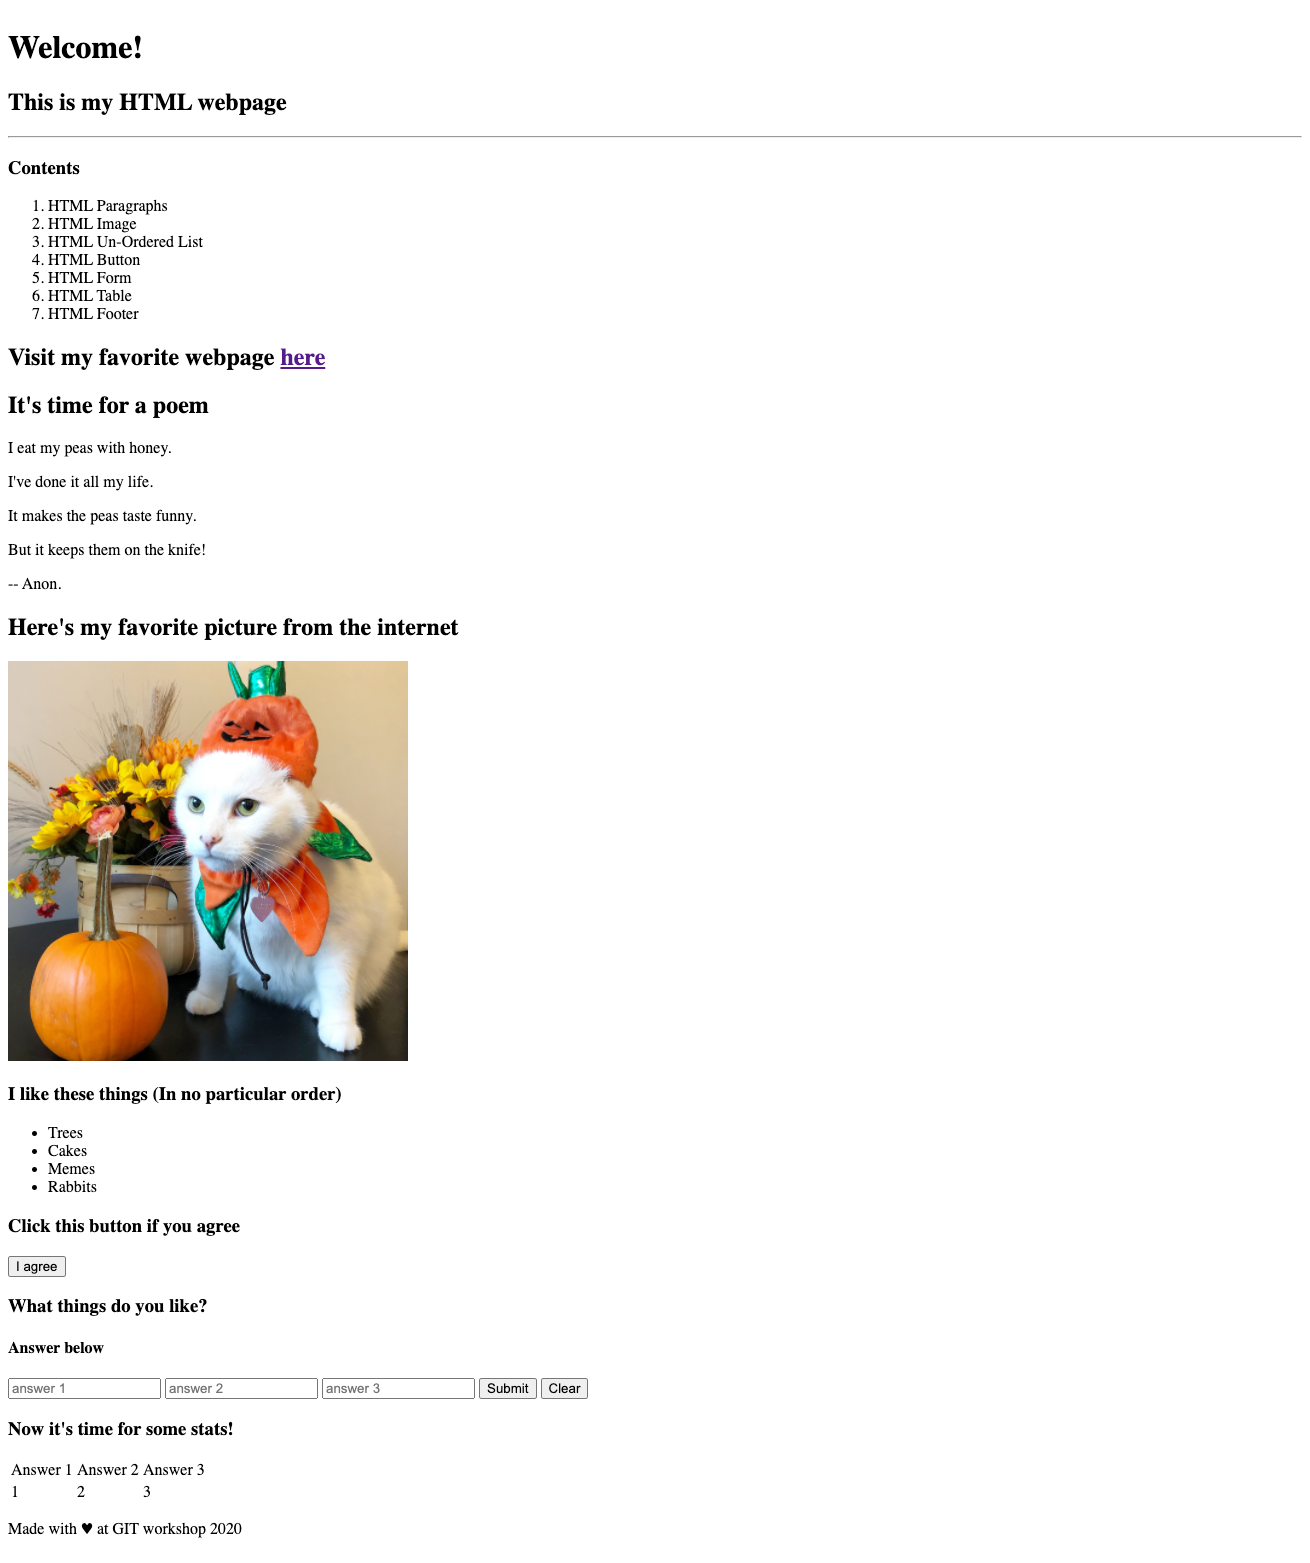 Welcome!
This is my HTML webpage
Contents
1. HTML Paragraphs
2. HTML Image
3. HTML Un-Ordered List
4. HTML Button
5. HTML Form
6. HTML Table
7. HTML Footer
Visit my favorite webpage here
It's time for a poem
I eat my peas with honey.
I've done it all my life.
It makes the peas taste funny.
But it keeps them on the knife!
-- Anon.
Here's my favorite picture from the internet
I like these things (In no particular order)
• Trees
• Cakes
• Memes
• Rabbits
Click this button if you agree
I agree
What things do you like?
Answer below
answer 1 answer 2 answer 3 Submit Clear
Now it's time for some stats!
Answer 1 Answer 2 Answer 3
1 2 3
Made with ♥ at GIT workshop 2020